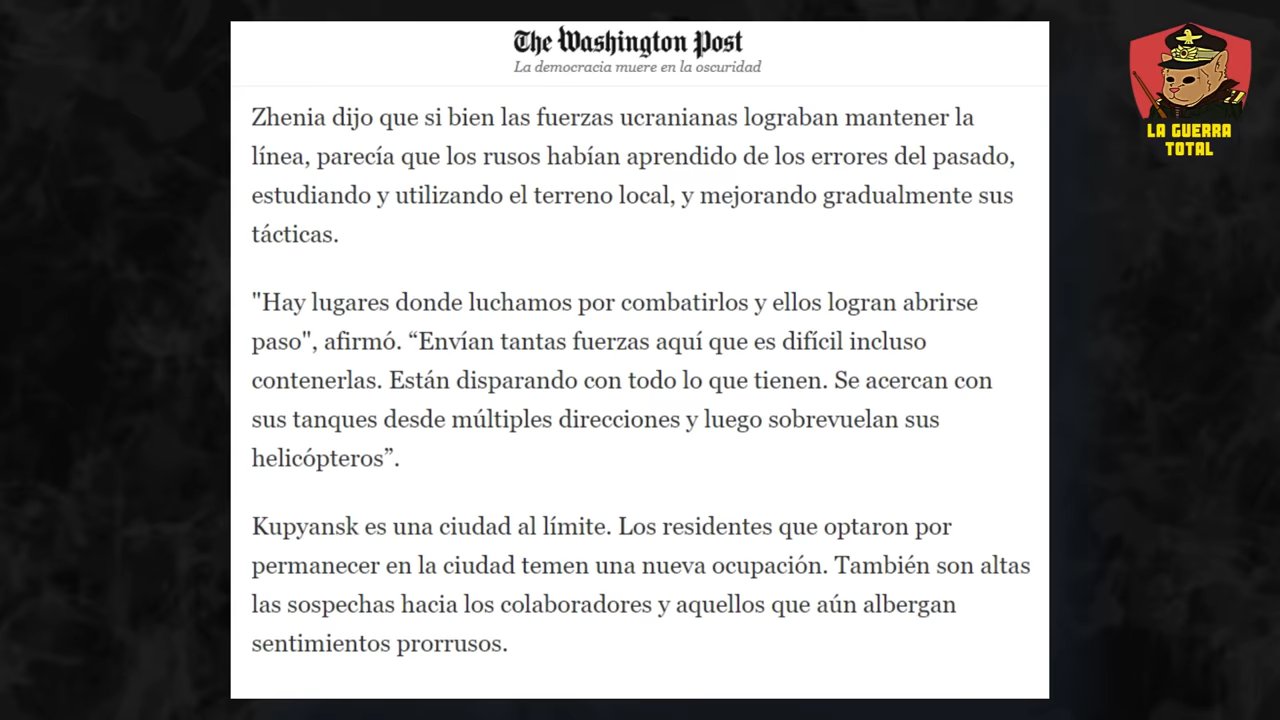 The Washington Post
La democracia muere en la oscuridad
LA GUERRA
TOTAL
Zhenia dijo que si bien las fuerzas ucranianas lograban mantener la
línea, parecía que los rusos habían aprendido de los errores del pasado,
estudiando y utilizando el terreno local, y mejorando gradualmente sus
tácticas.
"Hay lugares donde luchamos por combatirlos y ellos logran abrirse
paso", afirmó. “Envían tantas fuerzas aquí que es difícil incluso
contenerlas. Están disparando con todo lo que tienen. Se acercan con
sus tanques desde múltiples direcciones y luego sobrevuelan sus
helicópteros”.
Kupyansk es una ciudad al límite. Los residentes que optaron por
permanecer en la ciudad temen una nueva ocupación. También son altas
las sospechas hacia los colaboradores y aquellos que aún albergan
sentimientos prorrusos.